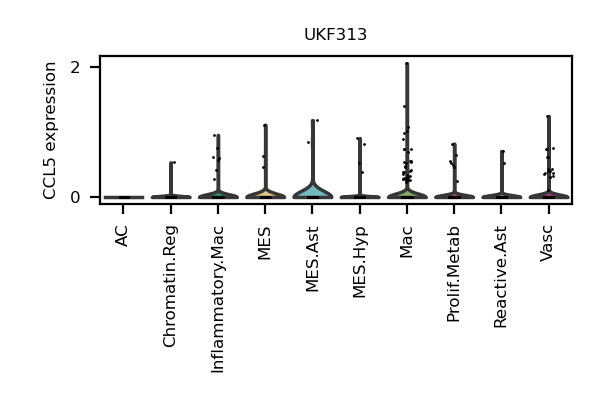 UKF313
CCL5 expression
2
0
AC
Chromatin.Reg
Inflammatory.Mac
MES
MES.Ast
MES.Hyp
Mac
Prolif.Metab
Reactive.Ast
Vasc